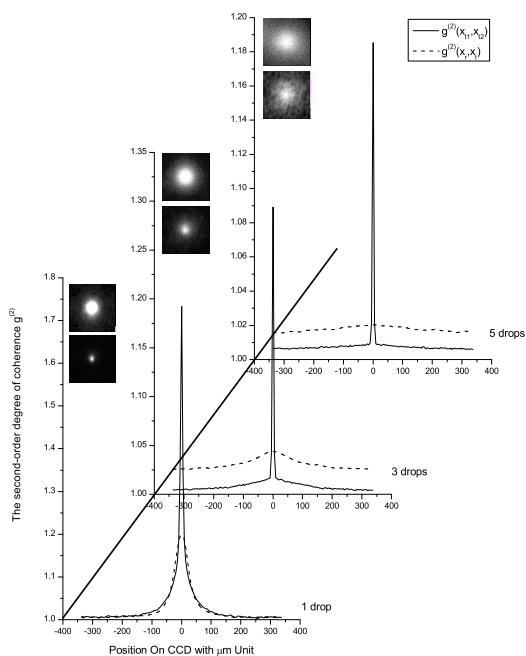 g(2)(xt1,xt2)
g(2)(xr,xt)
1.20
1.18
1.16
1.14
1.12
1.10
1.08
1.06
1.04
1.02
1.00
-400 -300 -200 -100 0 100 200 300 400
5 drops
1.35
1.30
1.25
1.20
1.15
1.10
1.05
1.00
-400 -300 -200 -100 0 100 200 300 400
3 drops
1.8
1.7
1.6
1.5
1.4
1.3
1.2
1.1
1.0
-400 -300 -200 -100 0 100 200 300 400
1 drop
The second-order degree of coherence g(2)
Position On CCD with μm Unit